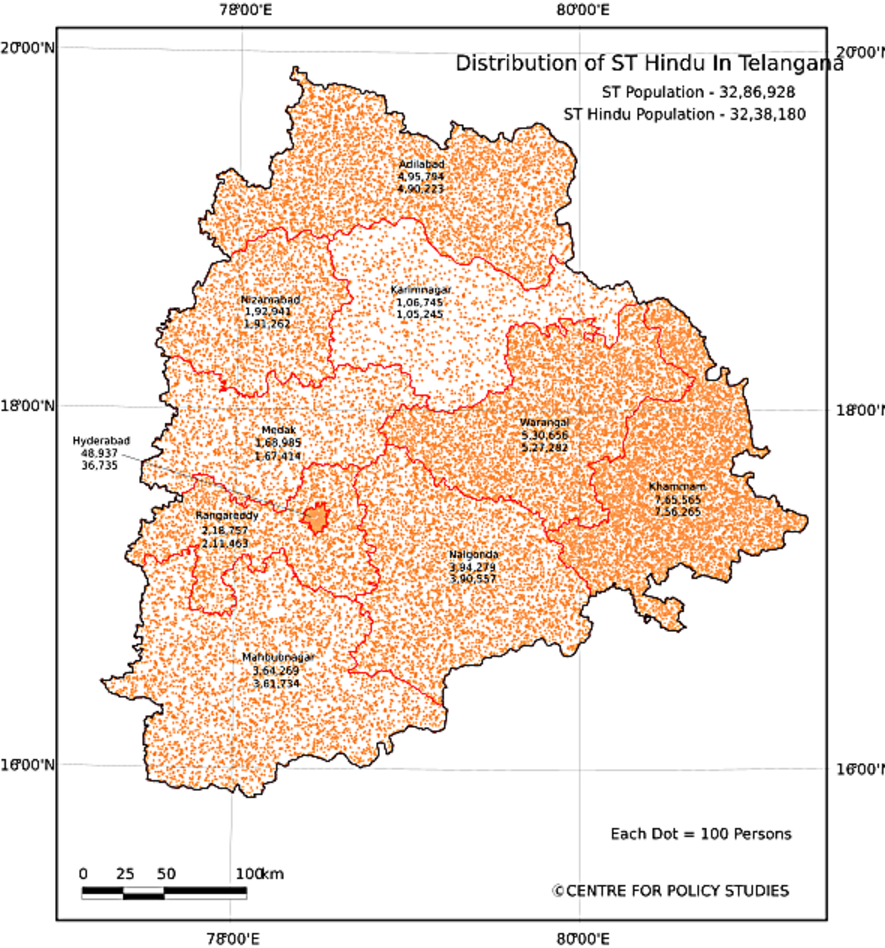 78°00'E 80°00'E
20°00'N 20°00'N
Distribution of ST Hindu In Telangana
ST Population - 32,86,928
ST Hindu Population - 32,38,180
Adilabad
4,95,794
4,90,223
Nizamabad
1,92,941
1,91,262
Karimnagar
1,06,745
1,05,245
18°00'N 18°00'N
Hyderabad
48,937
36,735
Medak
1,68,985
1,67,414
Warangal
5,30,656
5,27,282
Khammam
7,65,565
7,56,265
Rangareddy
2,18,757
2,11,463
Nalgonda
3,94,279
3,90,557
Mahbubnagar
3,64,269
3,61,734
16°00'N 16°00'N
Each Dot = 100 Persons
0 25 50 100km
©CENTRE FOR POLICY STUDIES
78°00'E 80°00'E